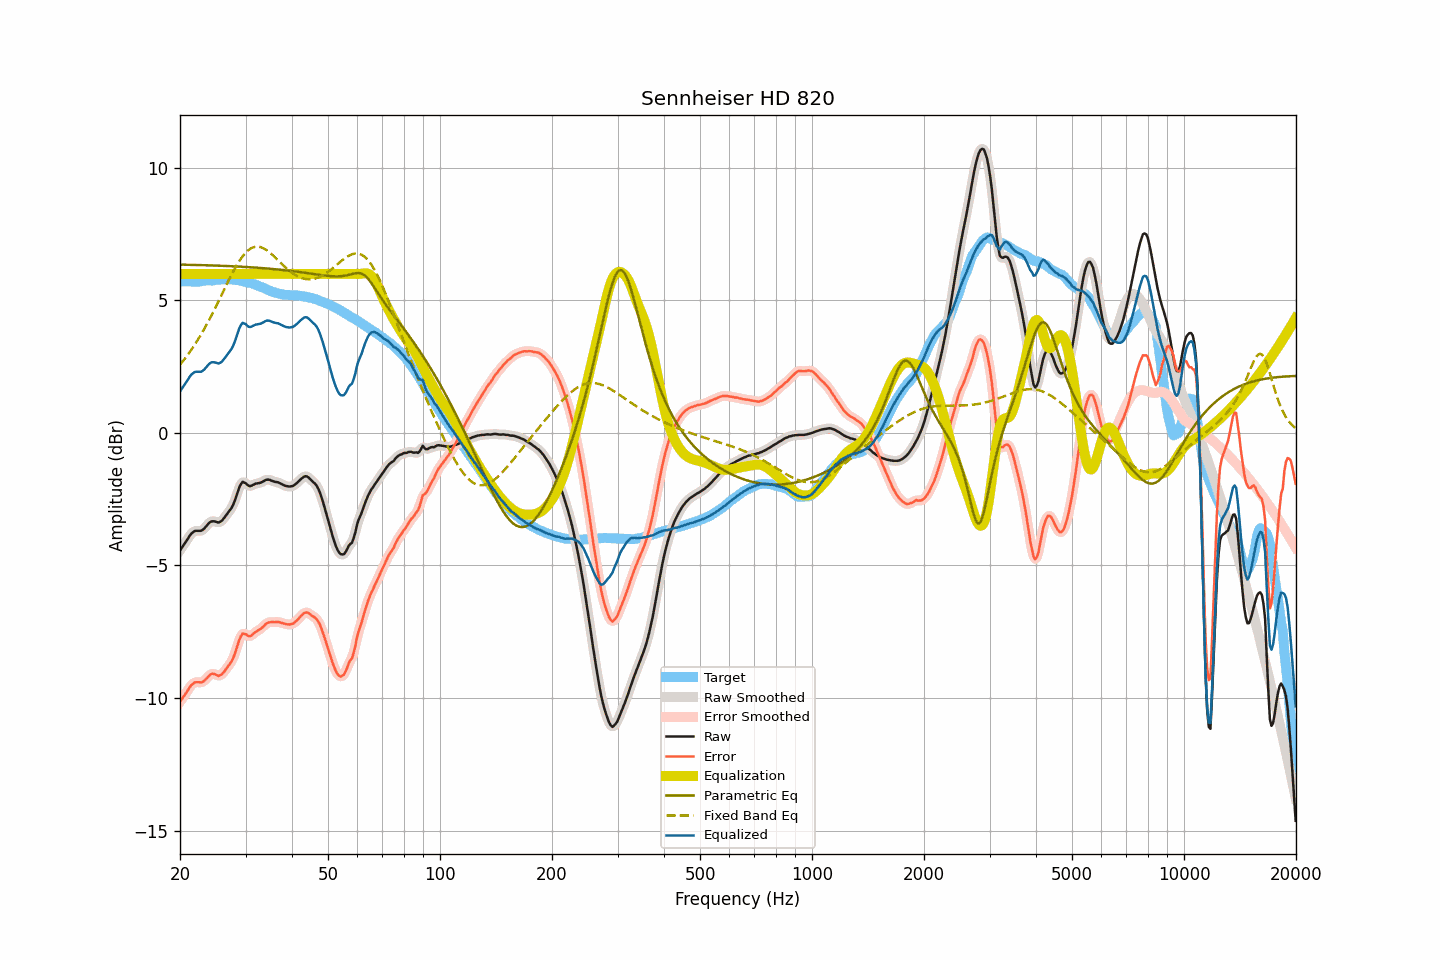 Sennheiser HD 820
Amplitude (dBr)
10
5
0
−5
−10
−15
Target
Raw Smoothed
Error Smoothed
Raw
Error
Equalization
Parametric Eq
Fixed Band Eq
Equalized
20 50 100 200 500 1000 2000 5000 10000 20000
Frequency (Hz)